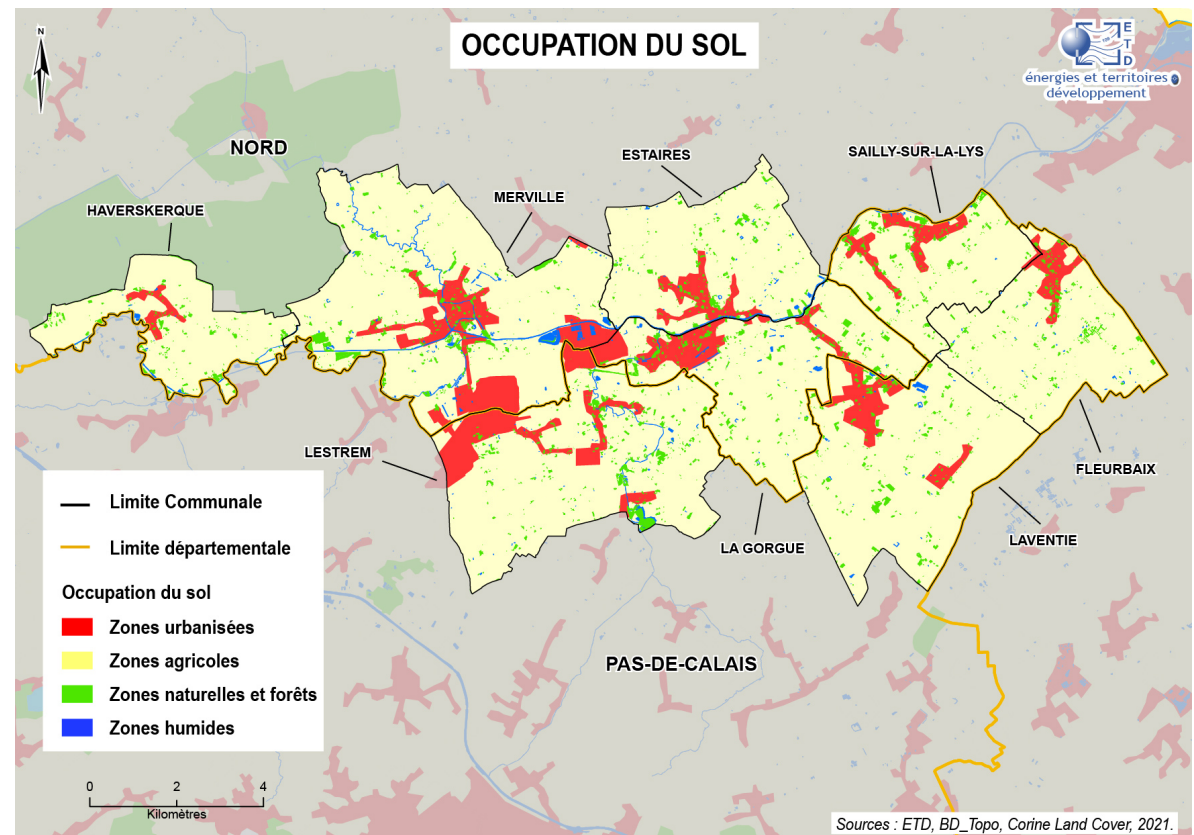 OCCUPATION DU SOL
N
E
T
D
énergies et territoires
développement
NORD
ESTAIRES
SAILLY-SUR-LA-LYS
HAVERSKERQUE
MERVILLE
LESTREM
FLEURBAIX
LAVENTIE
LA GORGUE
PAS-DE-CALAIS
Limite Communale
Limite départementale
Occupation du sol
Zones urbanisées
Zones agricoles
Zones naturelles et forêts
Zones humides
0 2 4
Kilomètres
Sources : ETD, BD_Topo, Corine Land Cover, 2021.